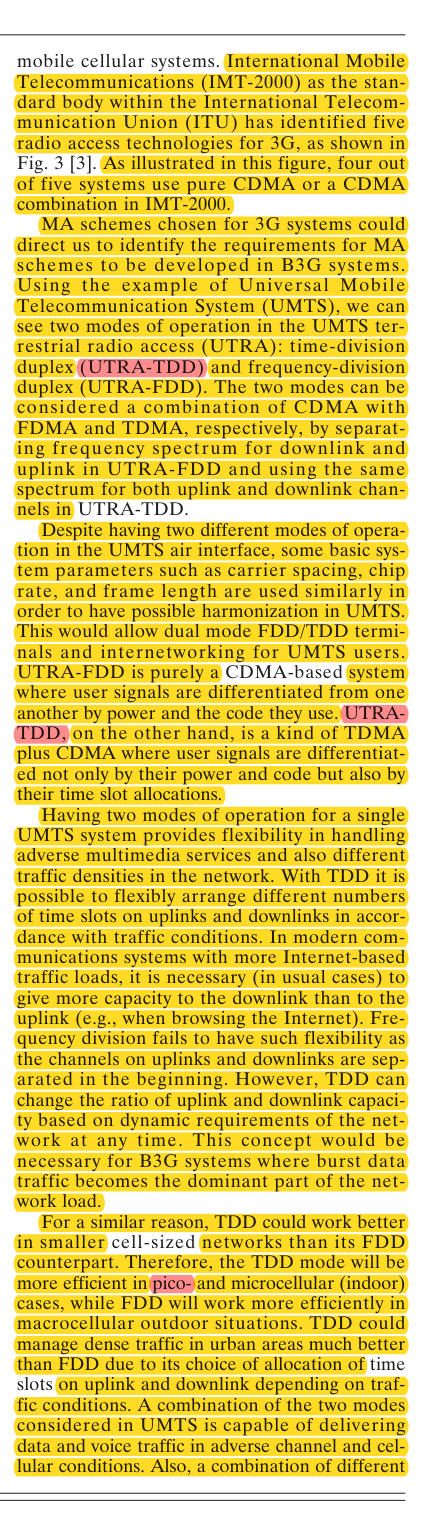 mobile cellular systems. International Mobile
Telecommunications (IMT-2000) as the stan-
dard body within the International Telecom-
munication Union (ITU) has identified five
radio access technologies for 3G, as shown in
Fig. 3 [3]. As illustrated in this figure, four out
of five systems use pure CDMA or a CDMA
combination in IMT-2000.
MA schemes chosen for 3G systems could
direct us to identify the requirements for MA
schemes to be developed in B3G systems.
Using the example of Universal Mobile
Telecommunication System (UMTS), we can
see two modes of operation in the UMTS ter-
restrial radio access (UTRA): time-division
duplex (UTRA-TDD) and frequency-division
duplex (UTRA-FDD). The two modes can be
considered a combination of CDMA with
FDMA and TDMA, respectively, by separat-
ing frequency spectrum for downlink and
uplink in UTRA-FDD and using the same
spectrum for both uplink and downlink chan-
nels in UTRA-TDD.
Despite having two different modes of opera-
tion in the UMTS air interface, some basic sys-
tem parameters such as carrier spacing, chip
rate, and frame length are used similarly in
order to have possible harmonization in UMTS.
This would allow dual mode FDD/TDD termi-
nals and internetworking for UMTS users.
UTRA-FDD is purely a CDMA-based system
where user signals are differentiated from one
another by power and the code they use. UTRA-
TDD, on the other hand, is a kind of TDMA
plus CDMA where user signals are differentiat-
ed not only by their power and code but also by
their time slot allocations.
Having two modes of operation for a single
UMTS system provides flexibility in handling
adverse multimedia services and also different
traffic densities in the network. With TDD it is
possible to flexibly arrange different numbers
of time slots on uplinks and downlinks in accor-
dance with traffic conditions. In modern com-
munications systems with more Internet-based
traffic loads, it is necessary (in usual cases) to
give more capacity to the downlink than to the
uplink (e.g., when browsing the Internet). Fre-
quency division fails to have such flexibility as
the channels on uplinks and downlinks are sep-
arated in the beginning. However, TDD can
change the ratio of uplink and downlink capaci-
ty based on dynamic requirements of the net-
work at any time. This concept would be
necessary for B3G systems where burst data
traffic becomes the dominant part of the net-
work load.
For a similar reason, TDD could work better
in smaller cell-sized networks than its FDD
counterpart. Therefore, the TDD mode will be
more efficient in pico- and microcellular (indoor)
cases, while FDD will work more efficiently in
macrocellular outdoor situations. TDD could
manage dense traffic in urban areas much better
than FDD due to its choice of allocation of time
slots on uplink and downlink depending on traf-
fic conditions. A combination of the two modes
considered in UMTS is capable of delivering
data and voice traffic in adverse channel and cel-
lular conditions. Also, a combination of different